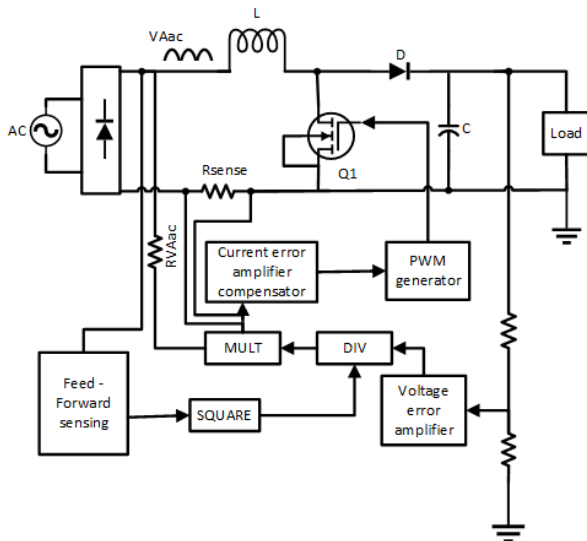 L
VAac
D
AC
C
Load
Rsense
Q1
RVAac
Current error
amplifier
compensator
PWM
generator
MULT
DIV
Feed -
Forward
sensing
SQUARE
Voltage
error
amplifier